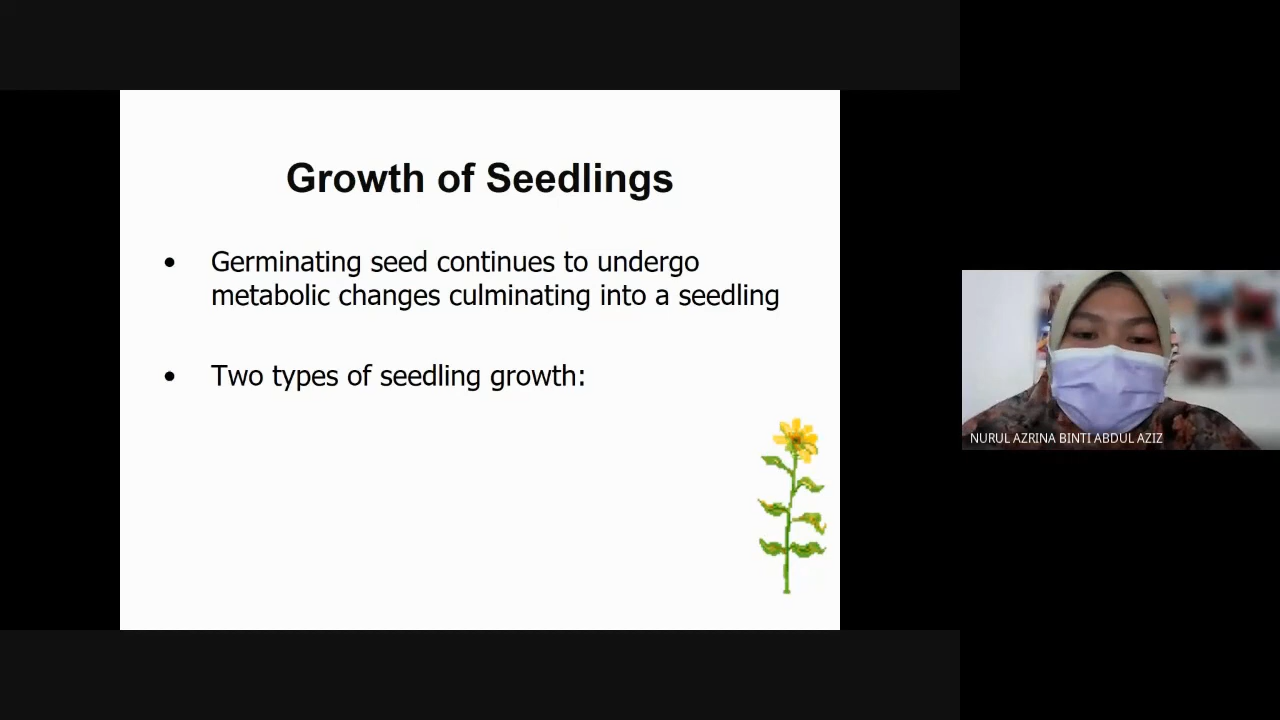 Growth of Seedlings
• Germinating seed continues to undergo
metabolic changes culminating into a seedling
• Two types of seedling growth:
NURUL AZRINA BINTI ABDUL AZIZ